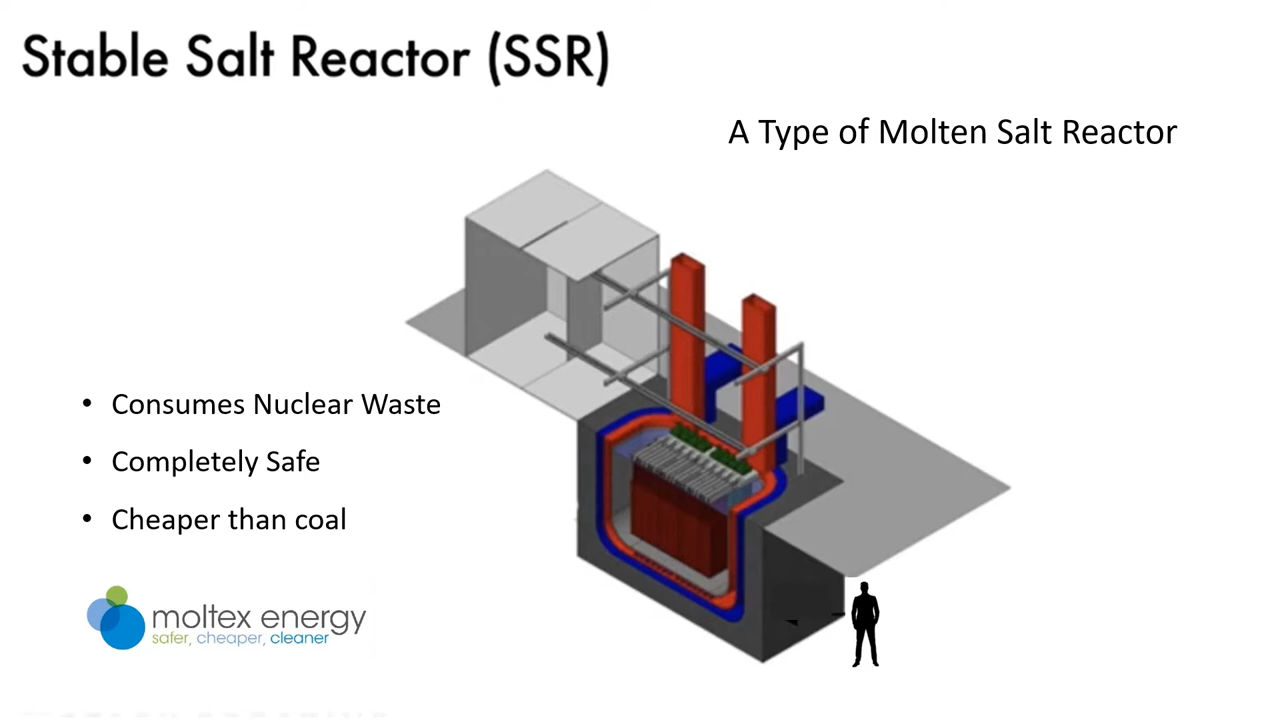 Stable Salt Reactor (SSR)
A Type of Molten Salt Reactor
• Consumes Nuclear Waste
• Completely Safe
• Cheaper than coal
moltex energy
safer, cheaper, cleaner